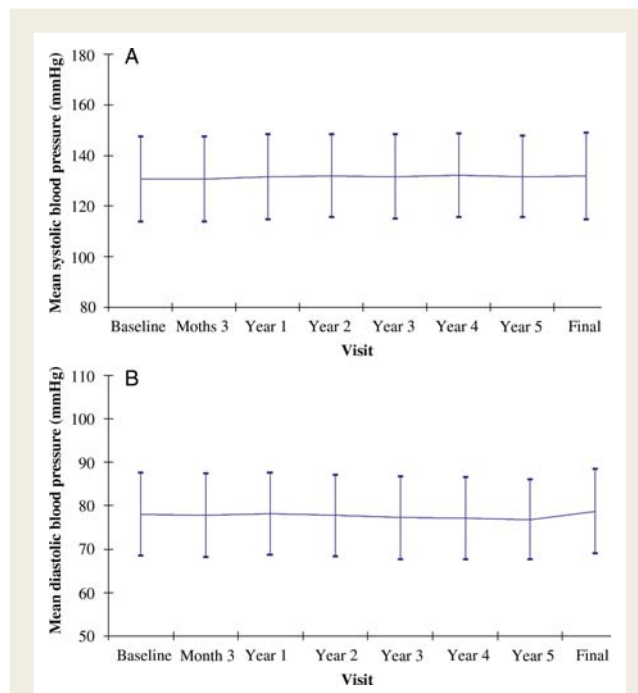 A
Mean systolic blood pressure (mmHg)
180
160
140
120
100
80
Baseline Moths 3 Year 1 Year 2 Year 3 Year 4 Year 5 Final
Visit
B
Mean diastolic blood pressure (mmHg)
110
100
90
80
70
60
50
Baseline Month 3 Year 1 Year 2 Year 3 Year 4 Year 5 Final
Visit